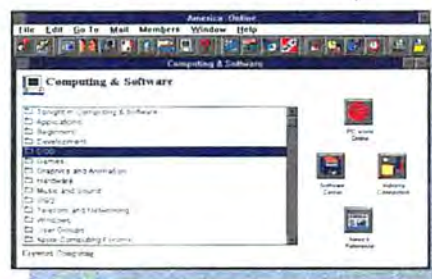 America Online
File Edit Go To Mail Members Window Help
Computing & Software
Computing & Software
Tonight in Computing & Software
Applications
Beginners
Development
DOS
Games
Graphics and Animation
Hardware
Music and Sound
OS/2
Telecom and Networking
Windows
User Groups
Apple Computing Forums
PC World
Online
Software
Center
Industry
Connection
News &
Reference
Keyword: Computing